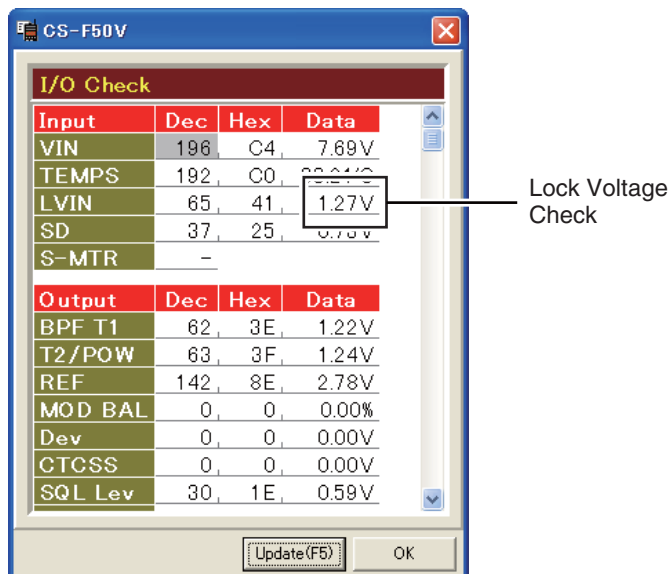 CS-F50V
I/O Check
Input Dec Hex Data
VIN 196 C4 7.69V
TEMPS 192 C0
LVIN 65 41 1.27V
SD 37 25
S-MTR –
Lock Voltage
Check
Output Dec Hex Data
BPF T1 62 3E 1.22V
T2/POW 63 3F 1.24V
REF 142 8E 2.78V
MOD BAL 0 0 0.00%
Dev 0 0 0.00V
CTCSS 0 0 0.00V
SQL Lev 30 1E 0.59V
Update(F5) OK